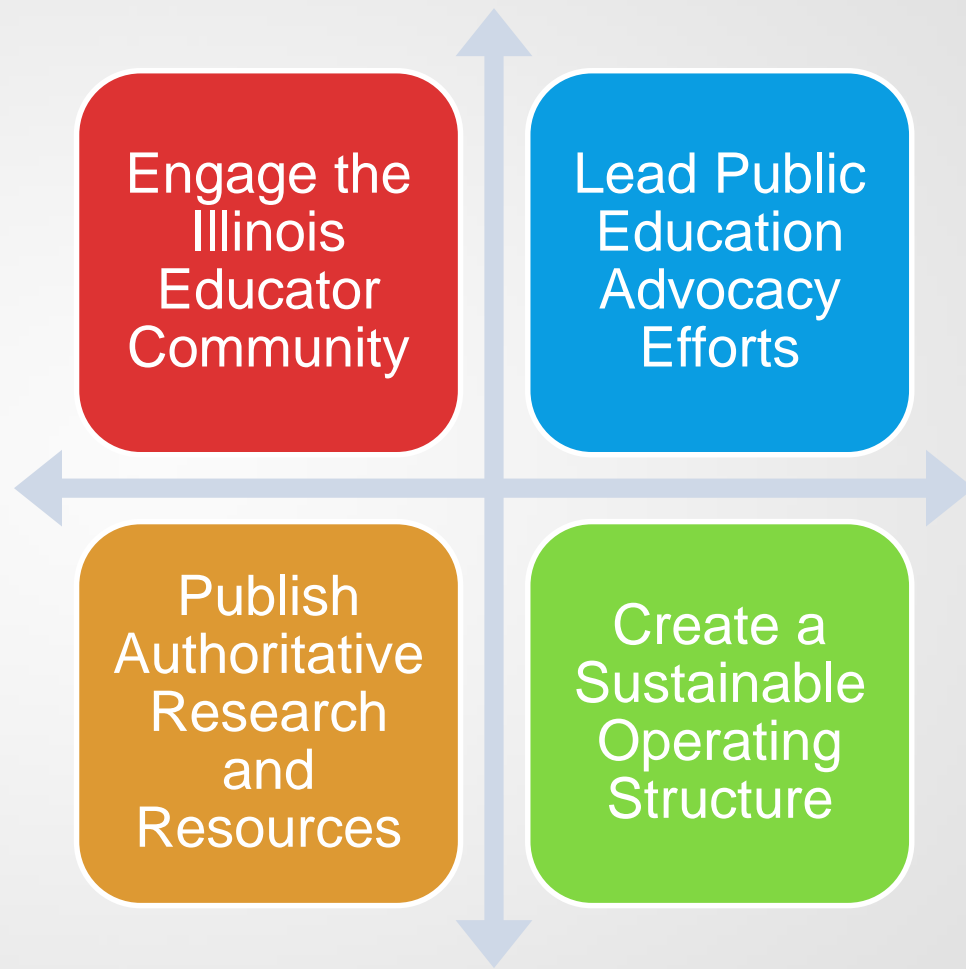 Engage the
Illinois
Educator
Community
Lead Public
Education
Advocacy
Efforts
Publish
Authoritative
Research
and
Resources
Create a
Sustainable
Operating
Structure